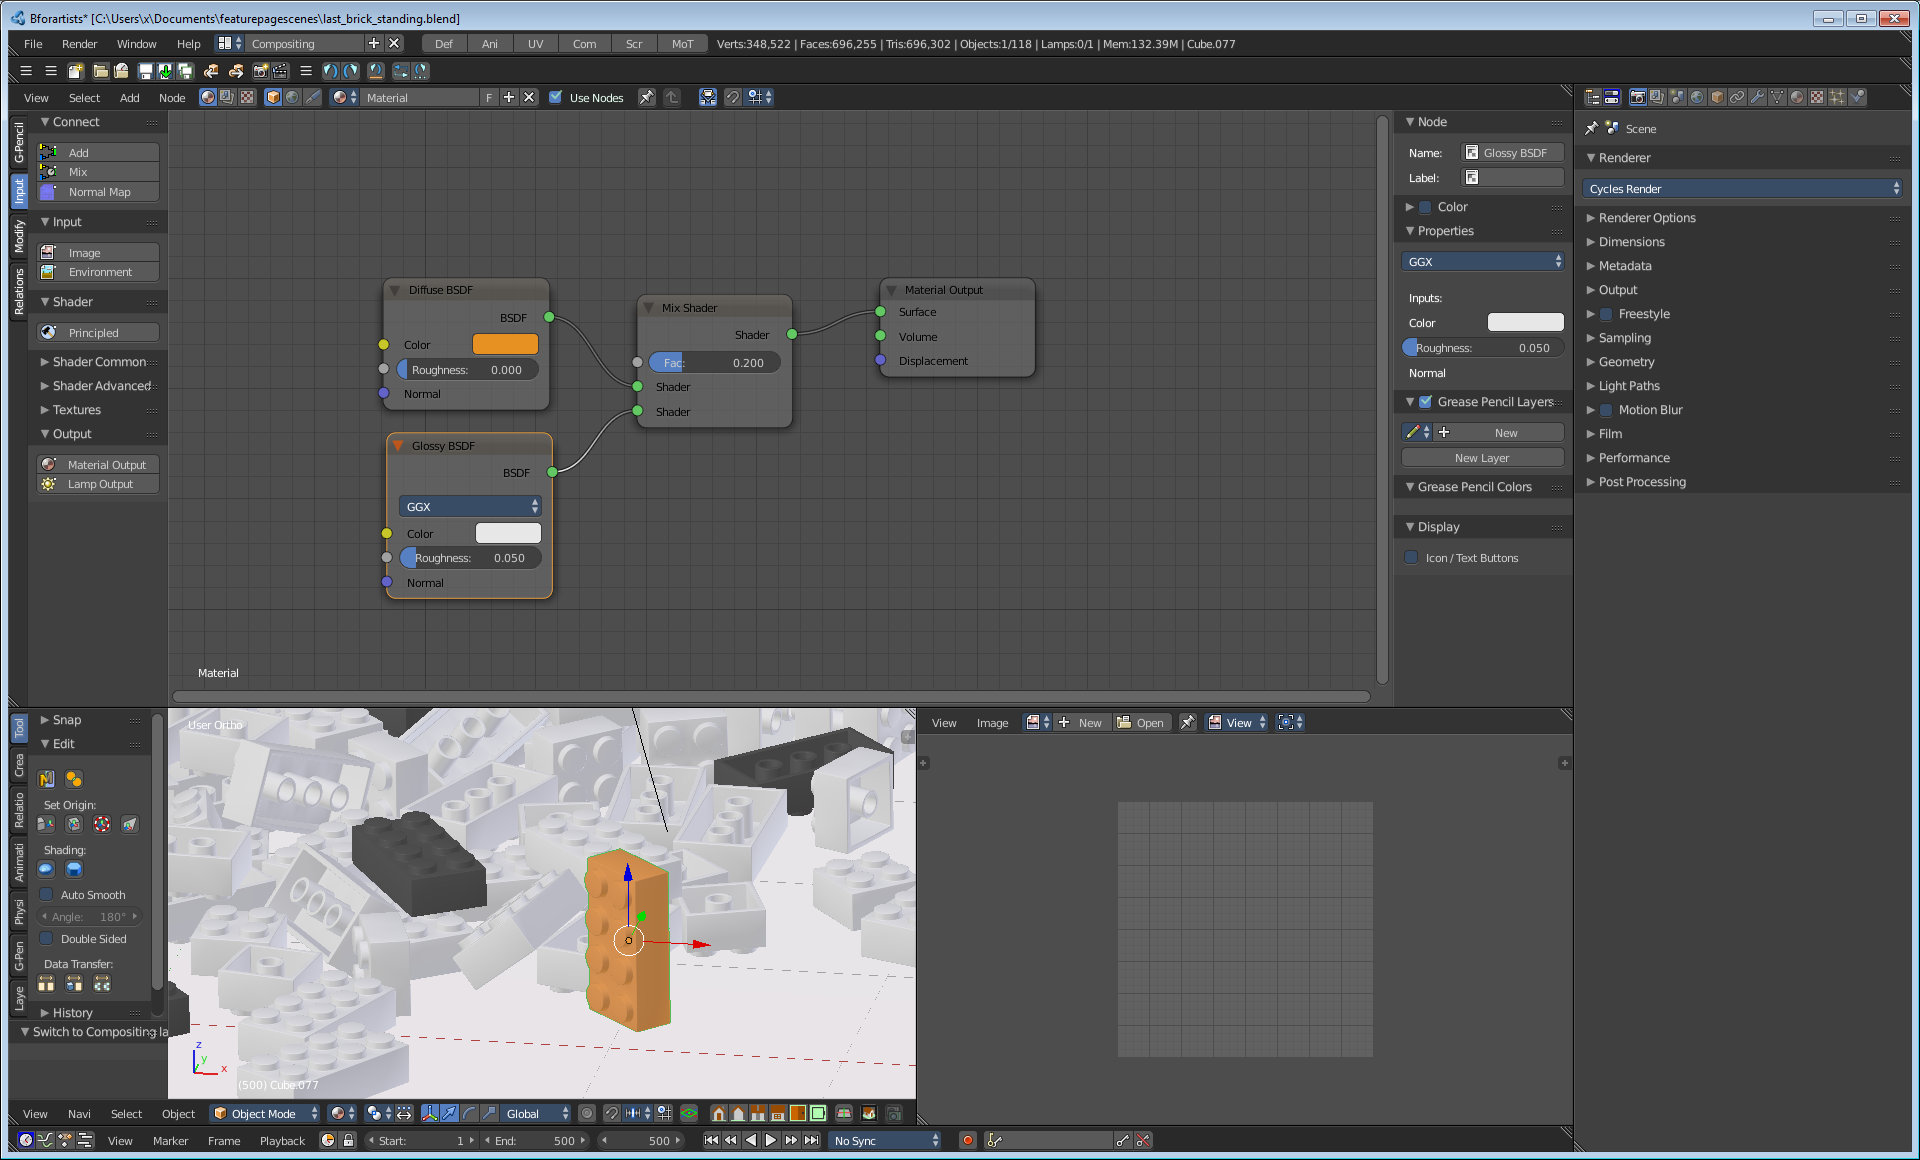 Bforartists* [C:\Users\x\Documents\featurepagescenes\last_brick_standing.blend]
File Render Window Help Compositing Def Ani UV Com Scr MoT Verts:348,522 | Faces:696,255 | Tris:696,302 | Objects:1/118 | Lamps:0/1 | Mem:132.39M | Cube.077
View Select Add Node Material F Use Nodes
G-Pencil
Input
Modify
Relations
Connect
Add
Mix
Normal Map
Input
Image
Environment
Shader
Principled
Shader Common
Shader Advanced
Textures
Output
Material Output
Lamp Output
Diffuse BSDF
BSDF
Color
Roughness: 0.000
Normal
Glossy BSDF
BSDF
GGX
Color
Roughness: 0.050
Normal
Mix Shader
Shader
Fac: 0.200
Shader
Shader
Material Output
Surface
Volume
Displacement
Material
Node
Name: Glossy BSDF
Label:
Color
Properties
GGX
Inputs:
Color
Roughness: 0.050
Normal
Grease Pencil Layers
New
New Layer
Grease Pencil Colors
Display
Icon / Text Buttons
Scene
Renderer
Cycles Render
Renderer Options
Dimensions
Metadata
Output
Freestyle
Sampling
Geometry
Light Paths
Motion Blur
Film
Performance
Post Processing
Tool
Crea
Relatio
Animati
Physi
G-Pen
Laye
Snap
Edit
Set Origin:
Shading:
Auto Smooth
Angle: 180°
Double Sided
Data Transfer:
History
Switch to Compositing la
User Ortho
z
y
x
(500) Cube.077
View Image New Open View
View Navi Select Object Object Mode Global
View Marker Frame Playback Start: 1 End: 500 500 No Sync